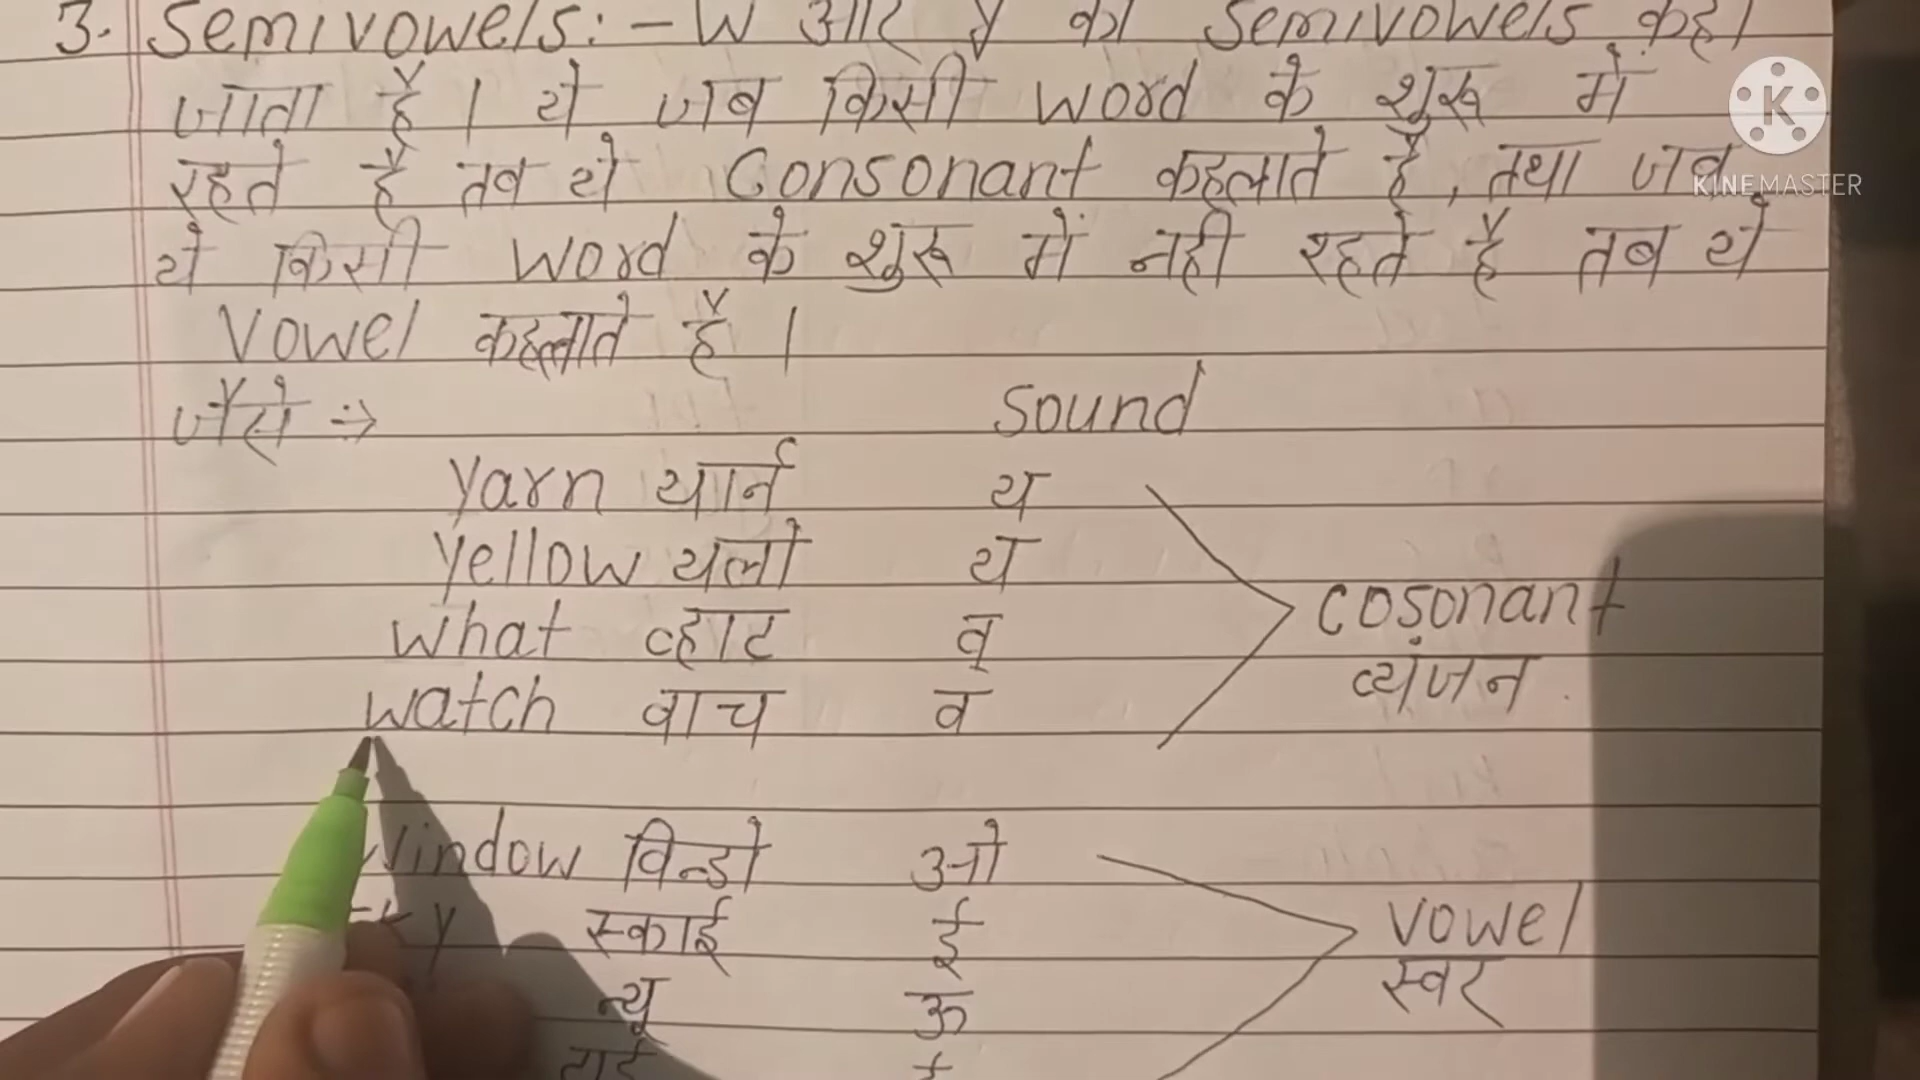 3. Semivowels: - W और y को Semivowels कहा
जाता है । ये जब किसी word के शुरू में
रहते हैं तब ये Consonant कहलाते हैं, तथा जब
ये किसी word के शुरू में नही रहते हैं तब ये
Vowel कहलाते हैं ।
जैसे Sound
Yarn यार्न य
Yellow यलो य
What व्हाट व्
Watch वाच व
Cosonant
व्यंजन
Window विन्डो ओ
y स्काई ई
न्यू ऊ
Vowel
स्वर
K
KINEMASTER